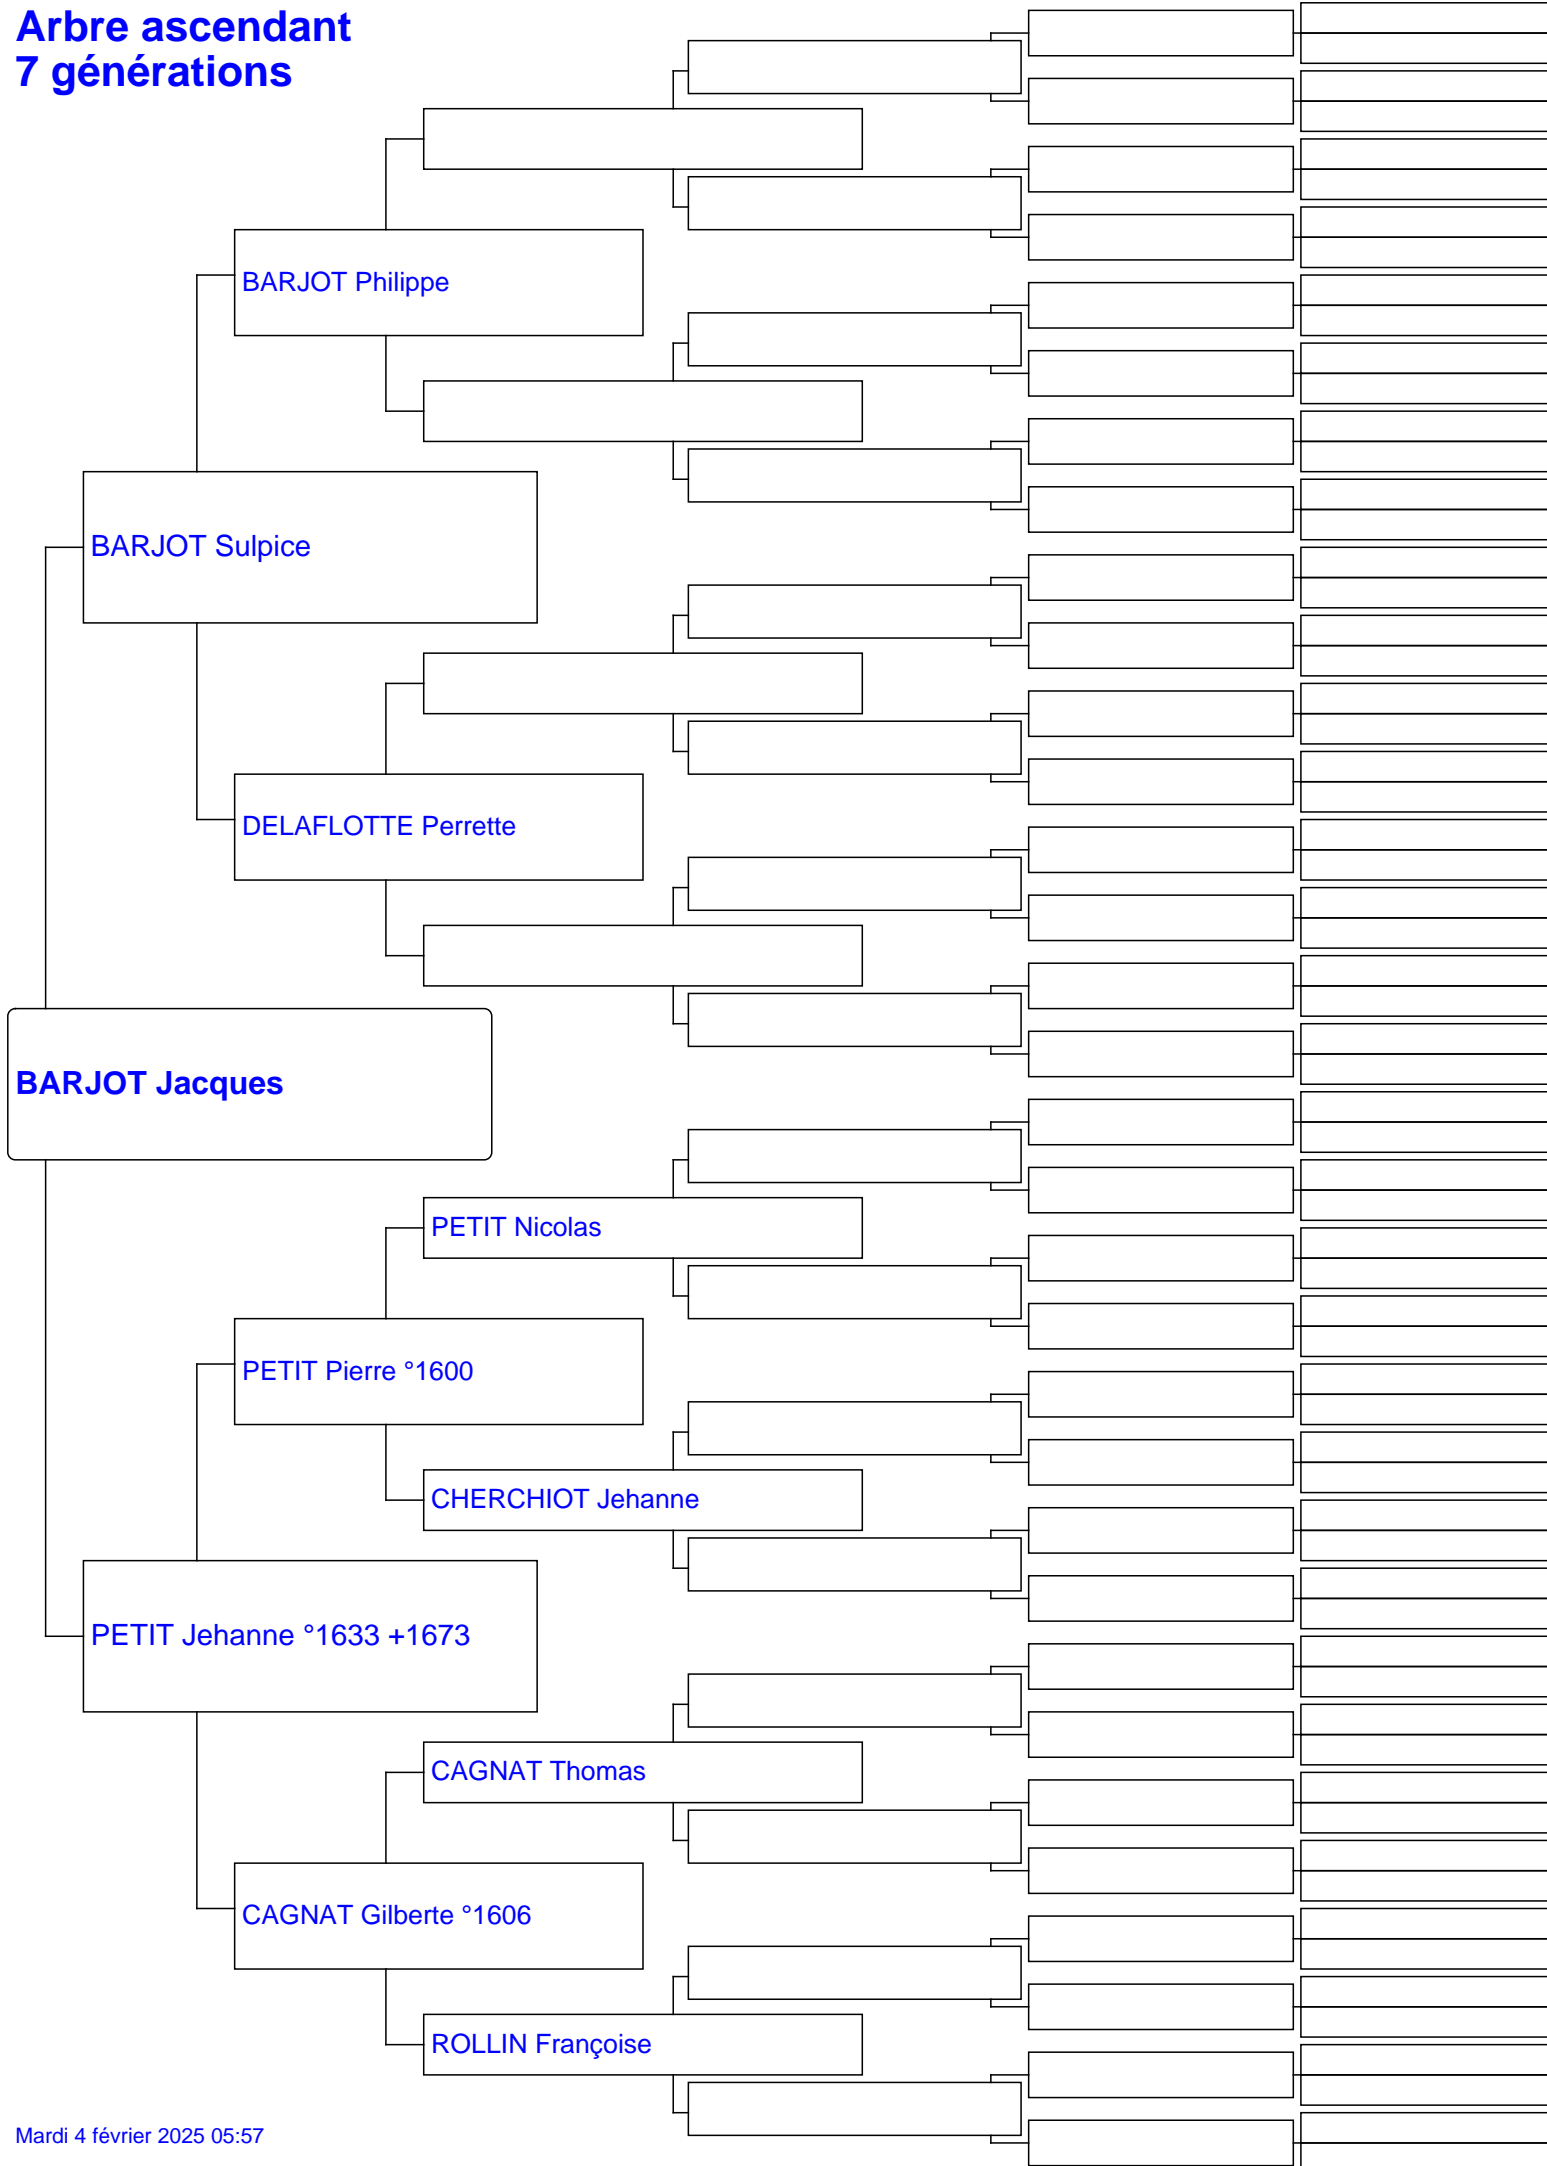 Arbre ascendant
7 générations
BARJOT Philippe
BARJOT Sulpice
DELAFLOTTE Perrette
BARJOT Jacques
PETIT Nicolas
PETIT Pierre °1600
CHERCHIOT Jehanne
PETIT Jehanne °1633 +1673
CAGNAT Thomas
CAGNAT Gilberte °1606
ROLLIN Françoise
Mardi 4 février 2025 05:57